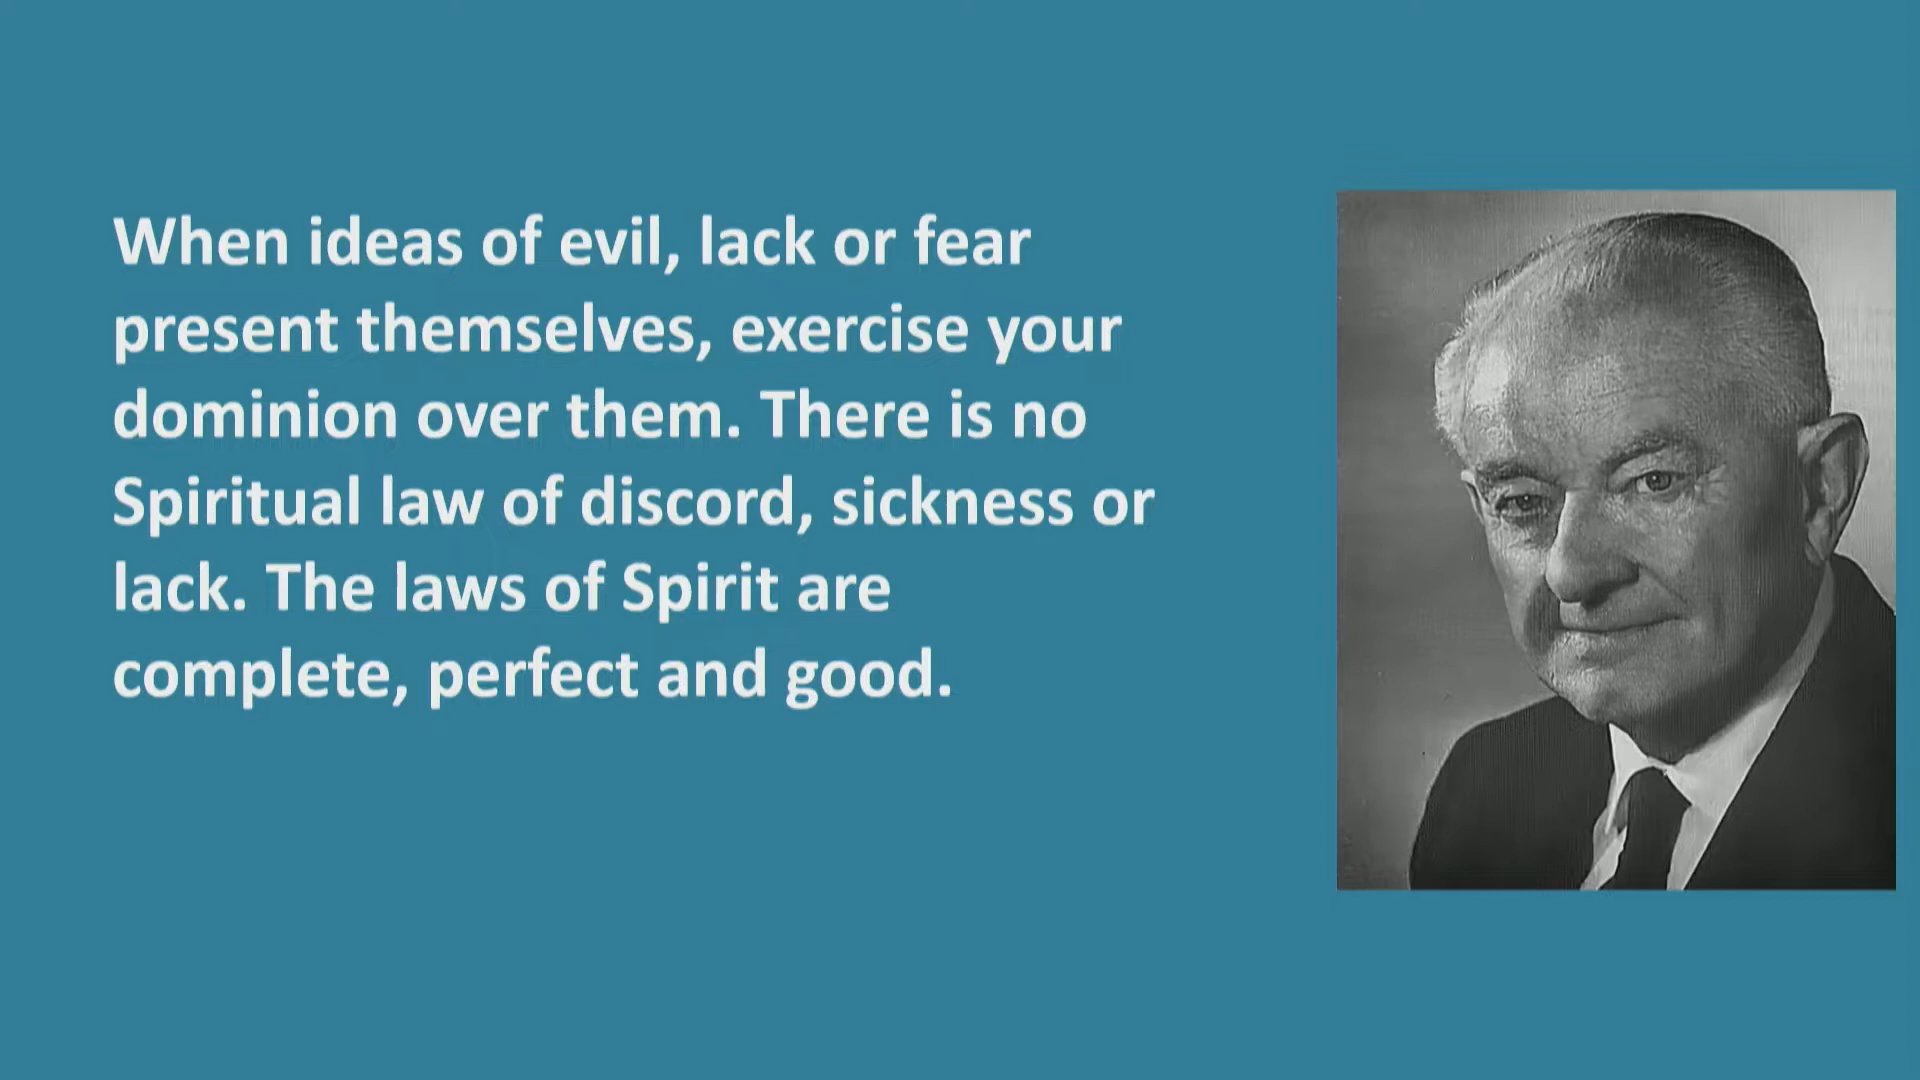 When ideas of evil, lack or fear
present themselves, exercise your
dominion over them. There is no
Spiritual law of discord, sickness or
lack. The laws of Spirit are
complete, perfect and good.